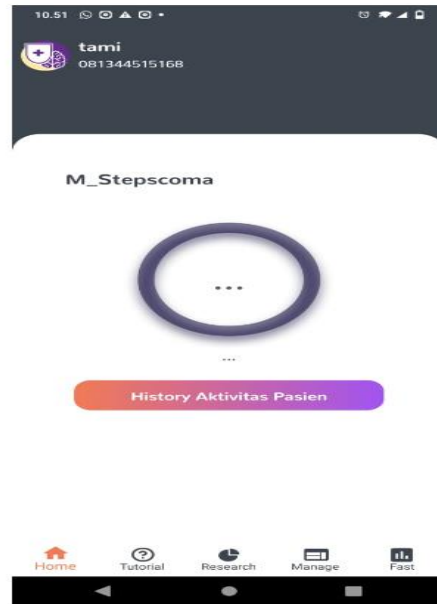 10.51
tami
081344515168
M_Stepscoma
...
...
History Aktivitas Pasien
Home Tutorial Research Manage Fast